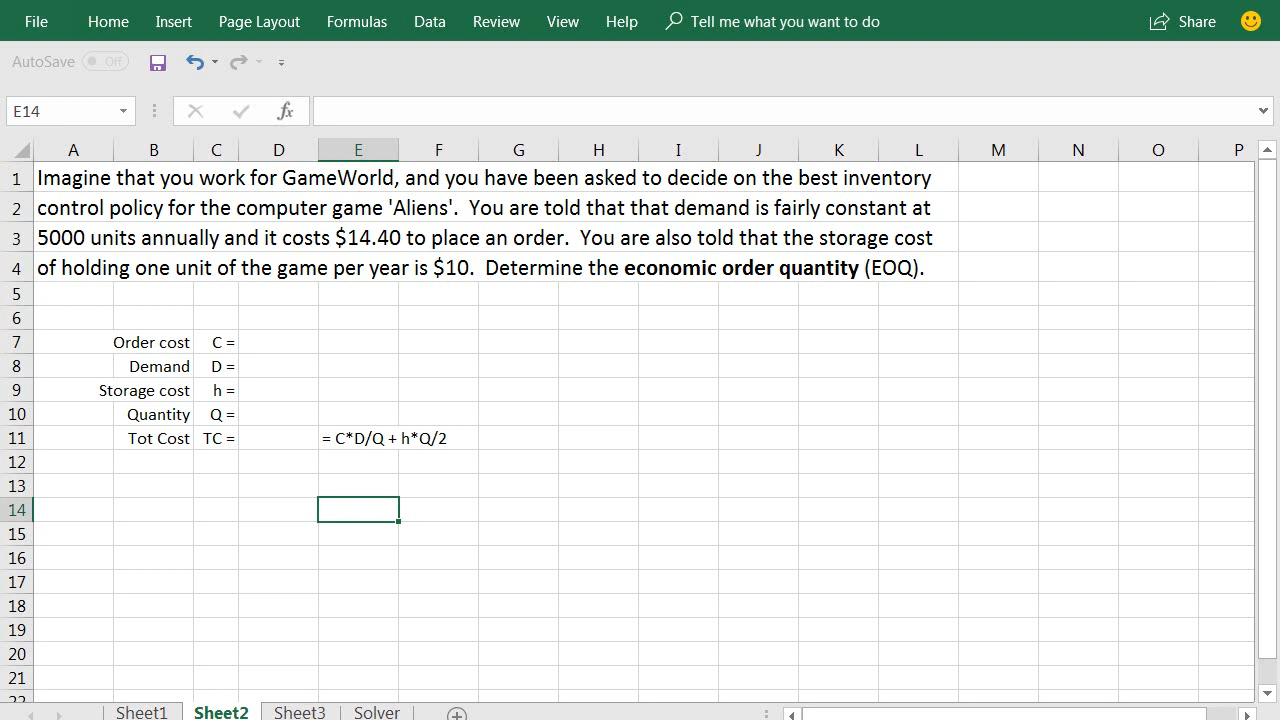 File Home Insert Page Layout Formulas Data Review View Help Tell me what you want to do Share
AutoSave Off
E14 fx
A B C D E F G H I J K L M N O P
1 Imagine that you work for GameWorld, and you have been asked to decide on the best inventory
2 control policy for the computer game 'Aliens'.  You are told that that demand is fairly constant at
3 5000 units annually and it costs $14.40 to place an order.  You are also told that the storage cost
4 of holding one unit of the game per year is $10.  Determine the economic order quantity (EOQ).
5
6
7 Order cost C =
8 Demand D =
9 Storage cost h =
10 Quantity Q =
11 Tot Cost TC = = C*D/Q + h*Q/2
12
13
14
15
16
17
18
19
20
21
22
Sheet1 Sheet2 Sheet3 Solver